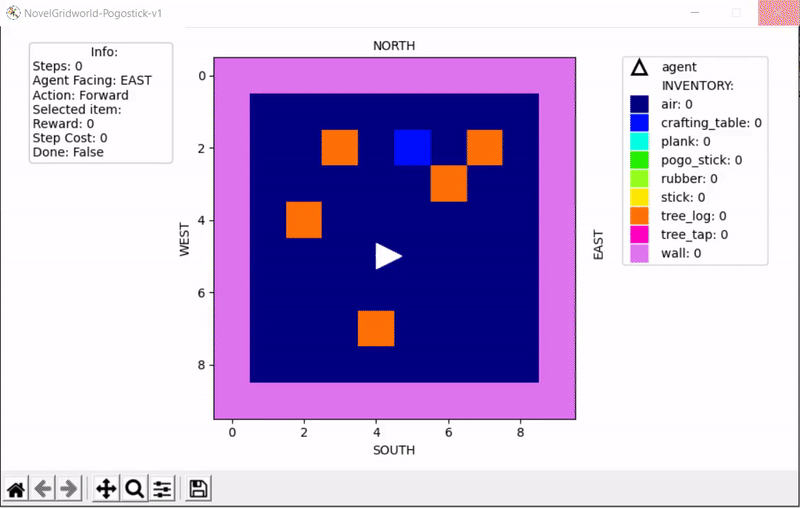 NovelGridworld-Pogostick-v1
Info:
Steps: 0
Agent Facing: EAST
Action: Forward
Selected item:
Reward: 0
Step Cost: 0
Done: False
NORTH
WEST
EAST
SOUTH
0
2
4
6
8
0
2
4
6
8
agent
INVENTORY:
air: 0
crafting_table: 0
plank: 0
pogo_stick: 0
rubber: 0
stick: 0
tree_log: 0
tree_tap: 0
wall: 0